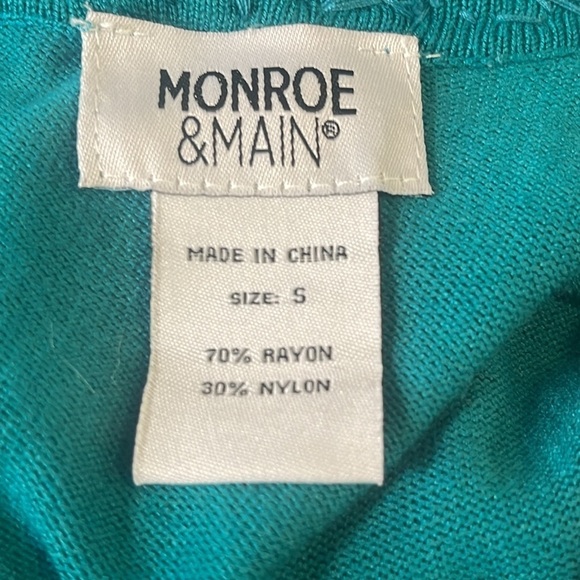 MONROE
&MAIN®
MADE IN CHINA
SIZE: S
70% RAYON
30% NYLON